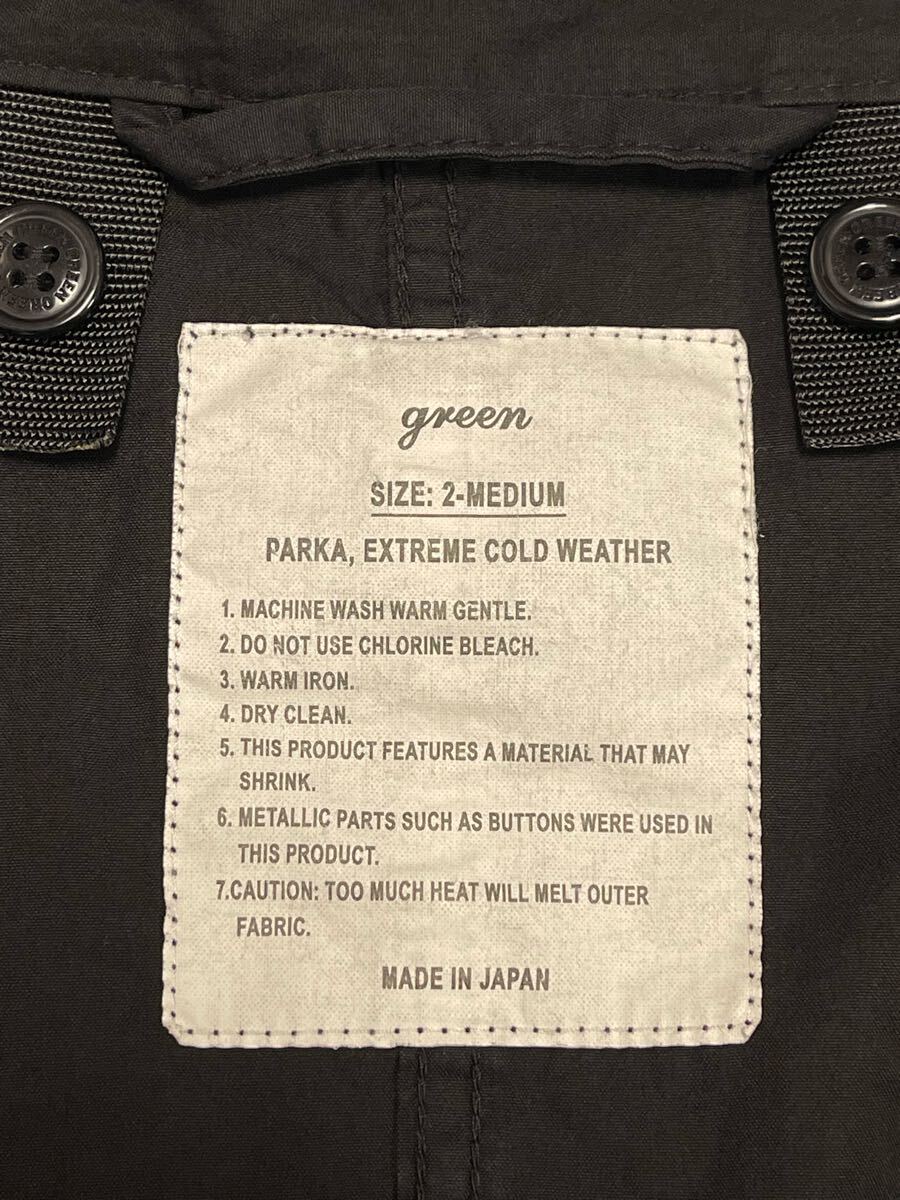 green
SIZE: 2-MEDIUM
PARKA, EXTREME COLD WEATHER
1. MACHINE WASH WARM GENTLE.
2. DO NOT USE CHLORINE BLEACH.
3. WARM IRON.
4. DRY CLEAN.
5. THIS PRODUCT FEATURES A MATERIAL THAT MAY
SHRINK.
6. METALLIC PARTS SUCH AS BUTTONS WERE USED IN
THIS PRODUCT.
7.CAUTION: TOO MUCH HEAT WILL MELT OUTER
FABRIC.
MADE IN JAPAN
GREEN